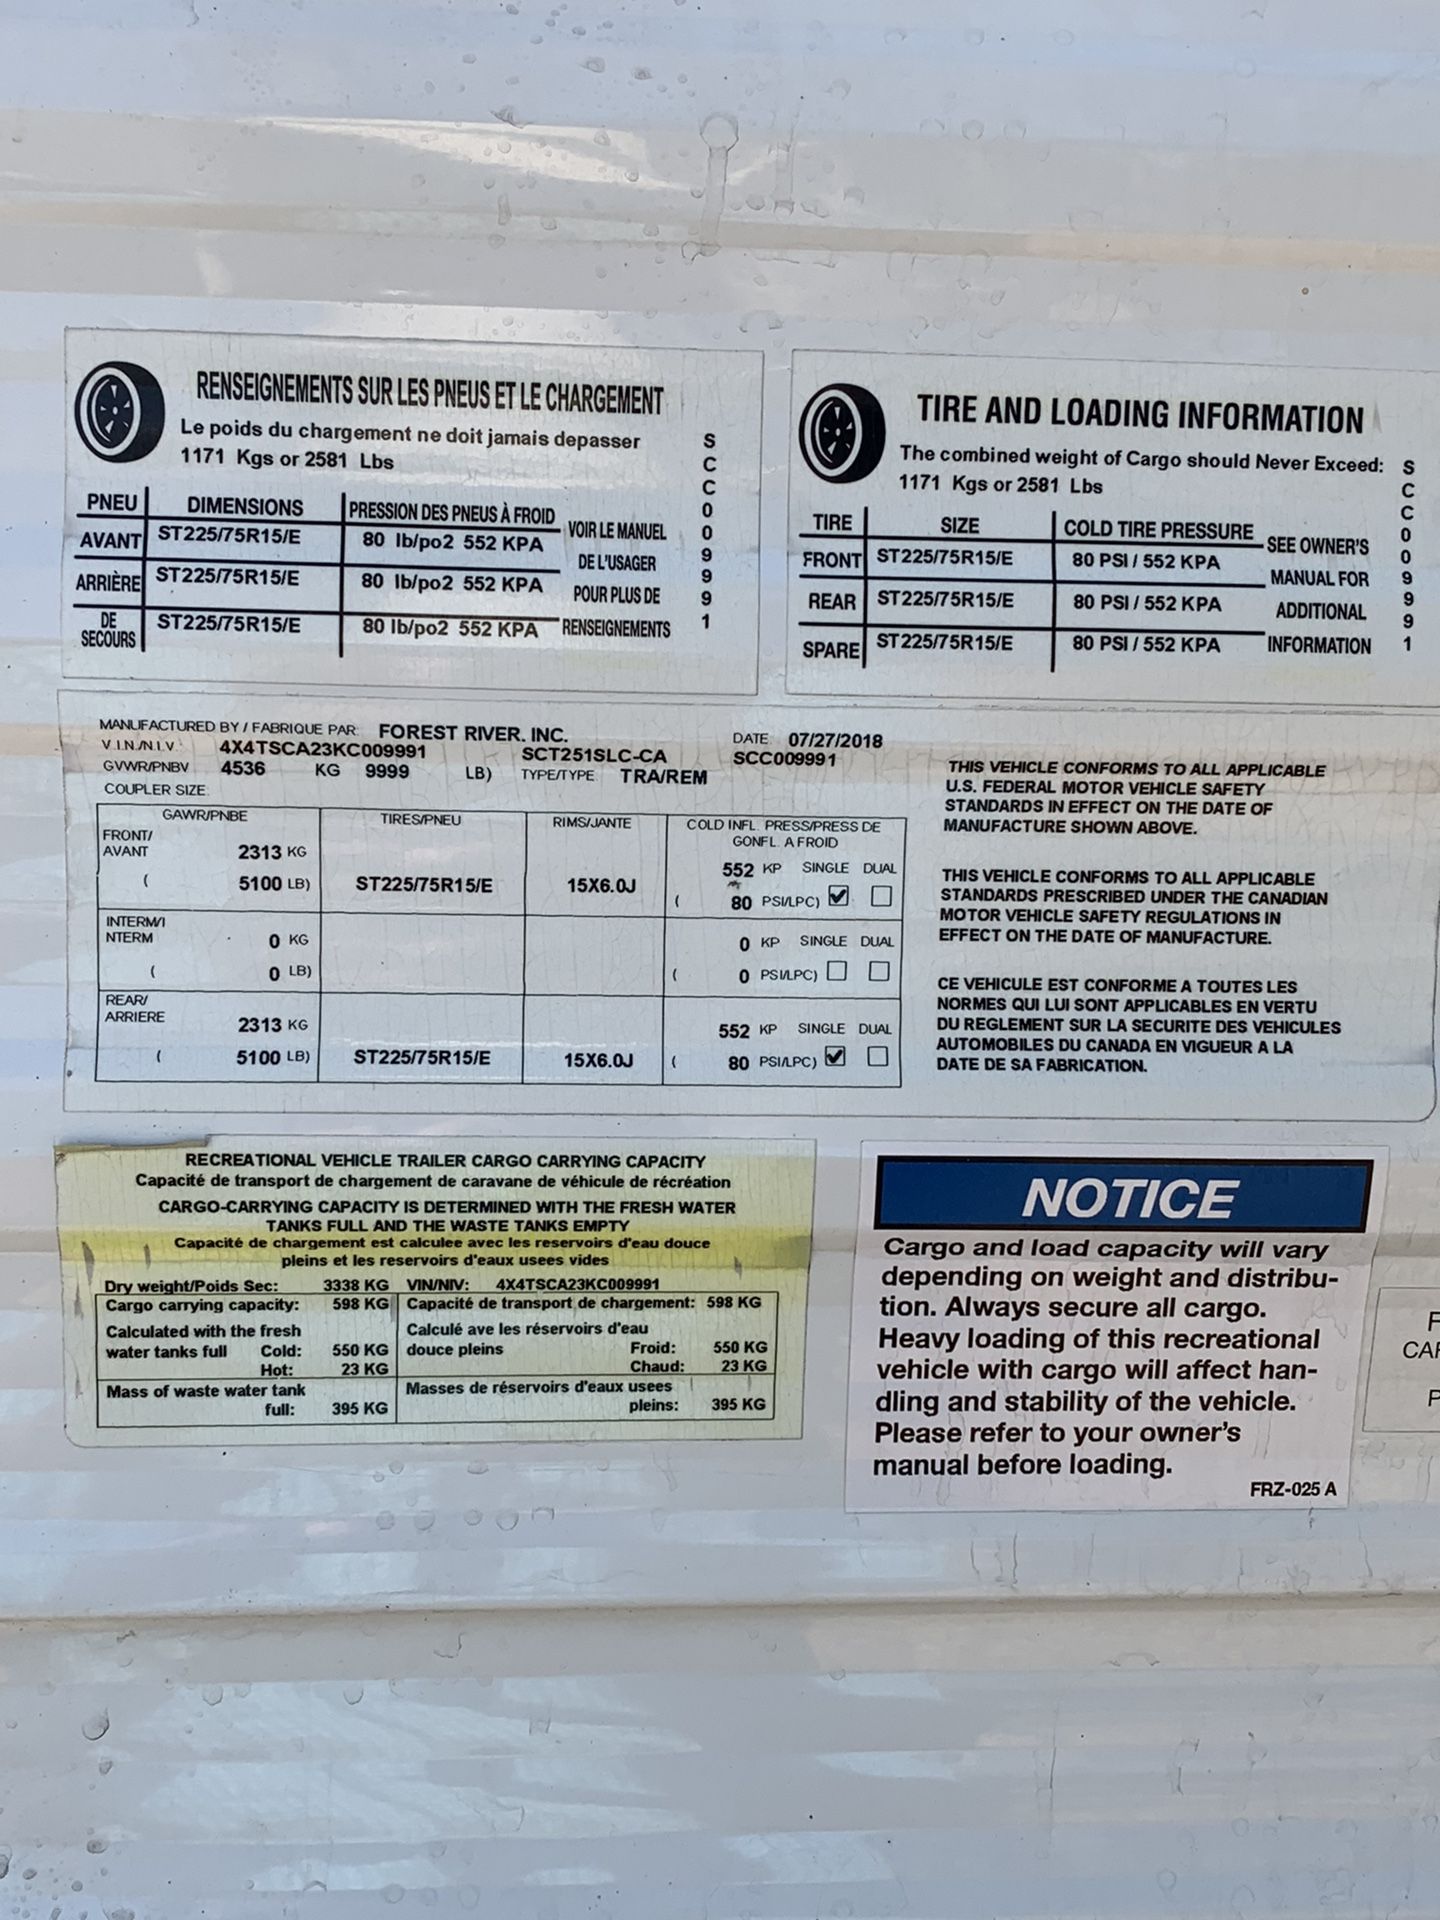 RENSEIGNEMENTS SUR LES PNEUS ET LE CHARGEMENT
Le poids du chargement ne doit jamais depasser
1171 Kgs or 2581 Lbs
PNEU DIMENSIONS PRESSION DES PNEUS À FROID
AVANT ST225/75R15/E 80 lb/po2 552 KPA
ARRIÈRE ST225/75R15/E 80 lb/po2 552 KPA
DE SECOURS ST225/75R15/E 80 lb/po2 552 KPA
VOIR LE MANUEL
DE L'USAGER
POUR PLUS DE
RENSEIGNEMENTS
SCC009991
TIRE AND LOADING INFORMATION
The combined weight of Cargo should Never Exceed:
1171 Kgs or 2581 Lbs
TIRE SIZE COLD TIRE PRESSURE
FRONT ST225/75R15/E 80 PSI / 552 KPA
REAR ST225/75R15/E 80 PSI / 552 KPA
SPARE ST225/75R15/E 80 PSI / 552 KPA
SEE OWNER'S
MANUAL FOR
ADDITIONAL
INFORMATION
SCC009991
MANUFACTURED BY / FABRIQUE PAR: FOREST RIVER, INC. DATE 07/27/2018
V.I.N./N.I.V.: 4X4TSCA23KC009991 SCT251SLC-CA SCC009991
GVWR/PNBV 4536 KG 9999 LB) TYPE/TYPE TRA/REM
COUPLER SIZE:
GAWR/PNBE TIRES/PNEU RIMS/JANTE COLD INFL. PRESS/PRESS DE
GONFL. A FROID
FRONT/
AVANT 2313 KG 552 KP SINGLE DUAL
( 5100 LB) ST225/75R15/E 15X6.0J ( 80 PSI/LPC)
INTERM/I
NTERM 0 KG 0 KP SINGLE DUAL
( 0 LB) ( 0 PSI/LPC)
REAR/
ARRIERE 2313 KG 552 KP SINGLE DUAL
( 5100 LB) ST225/75R15/E 15X6.0J ( 80 PSI/LPC)
THIS VEHICLE CONFORMS TO ALL APPLICABLE
U.S. FEDERAL MOTOR VEHICLE SAFETY
STANDARDS IN EFFECT ON THE DATE OF
MANUFACTURE SHOWN ABOVE.
THIS VEHICLE CONFORMS TO ALL APPLICABLE
STANDARDS PRESCRIBED UNDER THE CANADIAN
MOTOR VEHICLE SAFETY REGULATIONS IN
EFFECT ON THE DATE OF MANUFACTURE.
CE VEHICULE EST CONFORME A TOUTES LES
NORMES QUI LUI SONT APPLICABLES EN VERTU
DU REGLEMENT SUR LA SECURITE DES VEHICULES
AUTOMOBILES DU CANADA EN VIGUEUR A LA
DATE DE SA FABRICATION.
RECREATIONAL VEHICLE TRAILER CARGO CARRYING CAPACITY
Capacité de transport de chargement de caravane de véhicule de récréation
CARGO-CARRYING CAPACITY IS DETERMINED WITH THE FRESH WATER
TANKS FULL AND THE WASTE TANKS EMPTY
Capacité de chargement est calculee avec les reservoirs d'eau douce
pleins et les reservoirs d'eaux usees vides
Dry weight/Poids Sec: 3338 KG VIN/NIV: 4X4TSCA23KC009991
Cargo carrying capacity: 598 KG Capacité de transport de chargement: 598 KG
Calculated with the fresh Calculé ave les réservoirs d'eau
water tanks full Cold: 550 KG douce pleins Froid: 550 KG
Hot: 23 KG Chaud: 23 KG
Mass of waste water tank Masses de réservoirs d'eaux usees
full: 395 KG pleins: 395 KG
NOTICE
Cargo and load capacity will vary
depending on weight and distribu-
tion. Always secure all cargo.
Heavy loading of this recreational
vehicle with cargo will affect han-
dling and stability of the vehicle.
Please refer to your owner's
manual before loading.
FRZ-025 A